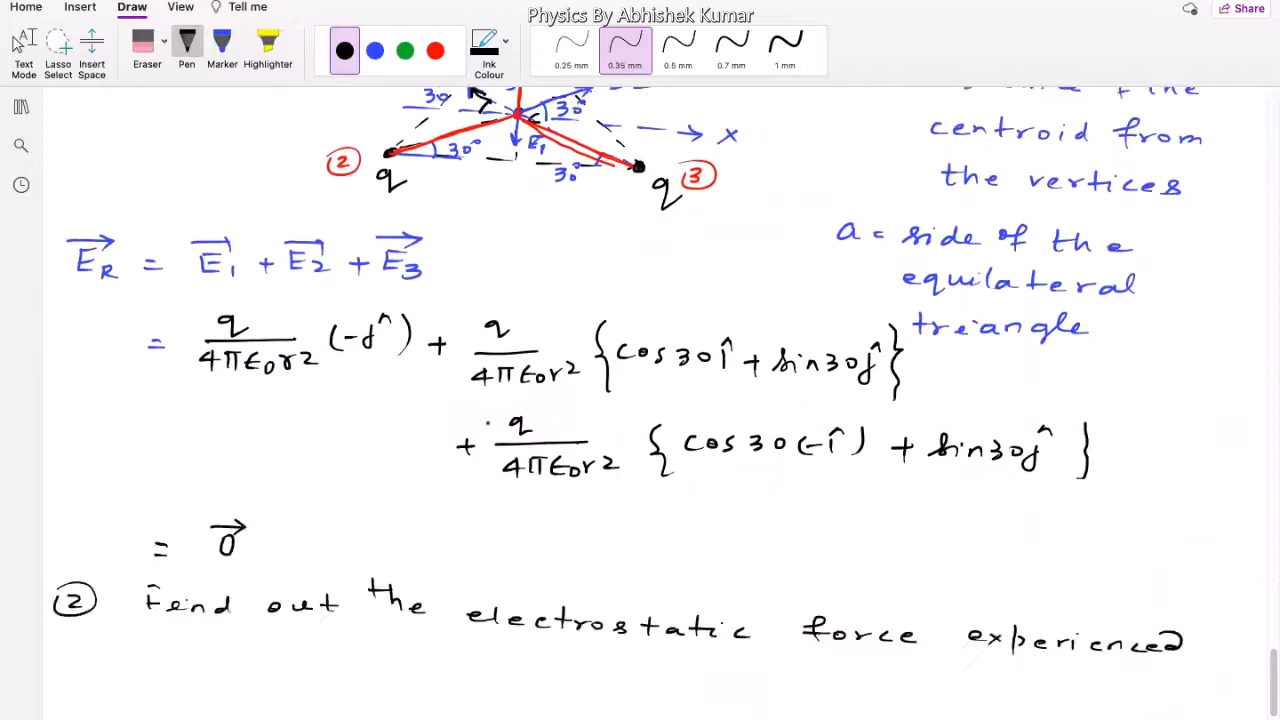 Home Insert Draw View Tell me
Physics By Abhishek Kumar
Share
Text Mode
Lasso Select
Insert Space
Eraser
Pen
Marker
Highlighter
Ink Colour
0.25 mm
0.35 mm
0.5 mm
0.7 mm
1 mm
30
30°
E₁
x
② 30° 30° ③
q q
centroid from
the vertices
a = side of the
equilateral
treiangle
E⃗R = E⃗1 + E⃗2 + E⃗3
= q/4πε0r2 (-ĵ) + q/4πε0r2 {cos30î + sin30ĵ}
+ q/4πε0r2 {cos30(-î) + sin30ĵ}
= 0⃗
② Feind out the electrostatic force experienced